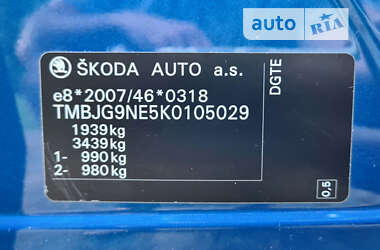 auto RIA
ŠKODA AUTO a.s.
e8*2007/46*0318
TMBJG9NE5K0105029
1939kg
3439kg
1- 990kg
2- 980kg
DGTE
0,5